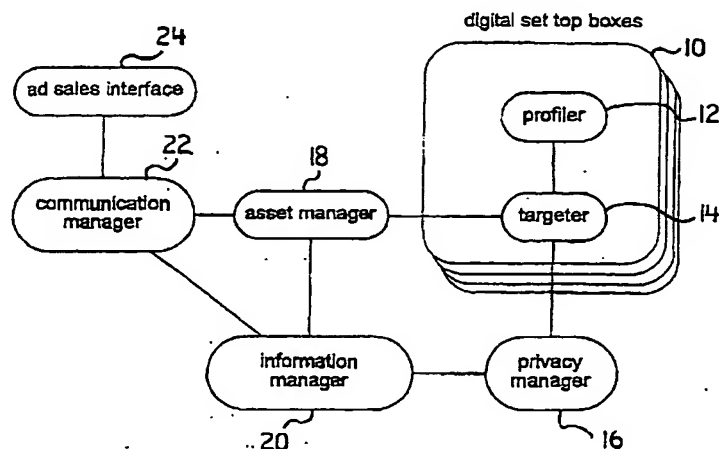 digital set top boxes
24
10
ad sales interface
profiler
12
22
18
communication
manager
asset manager
targeter
14
information
manager
privacy
manager
20
16